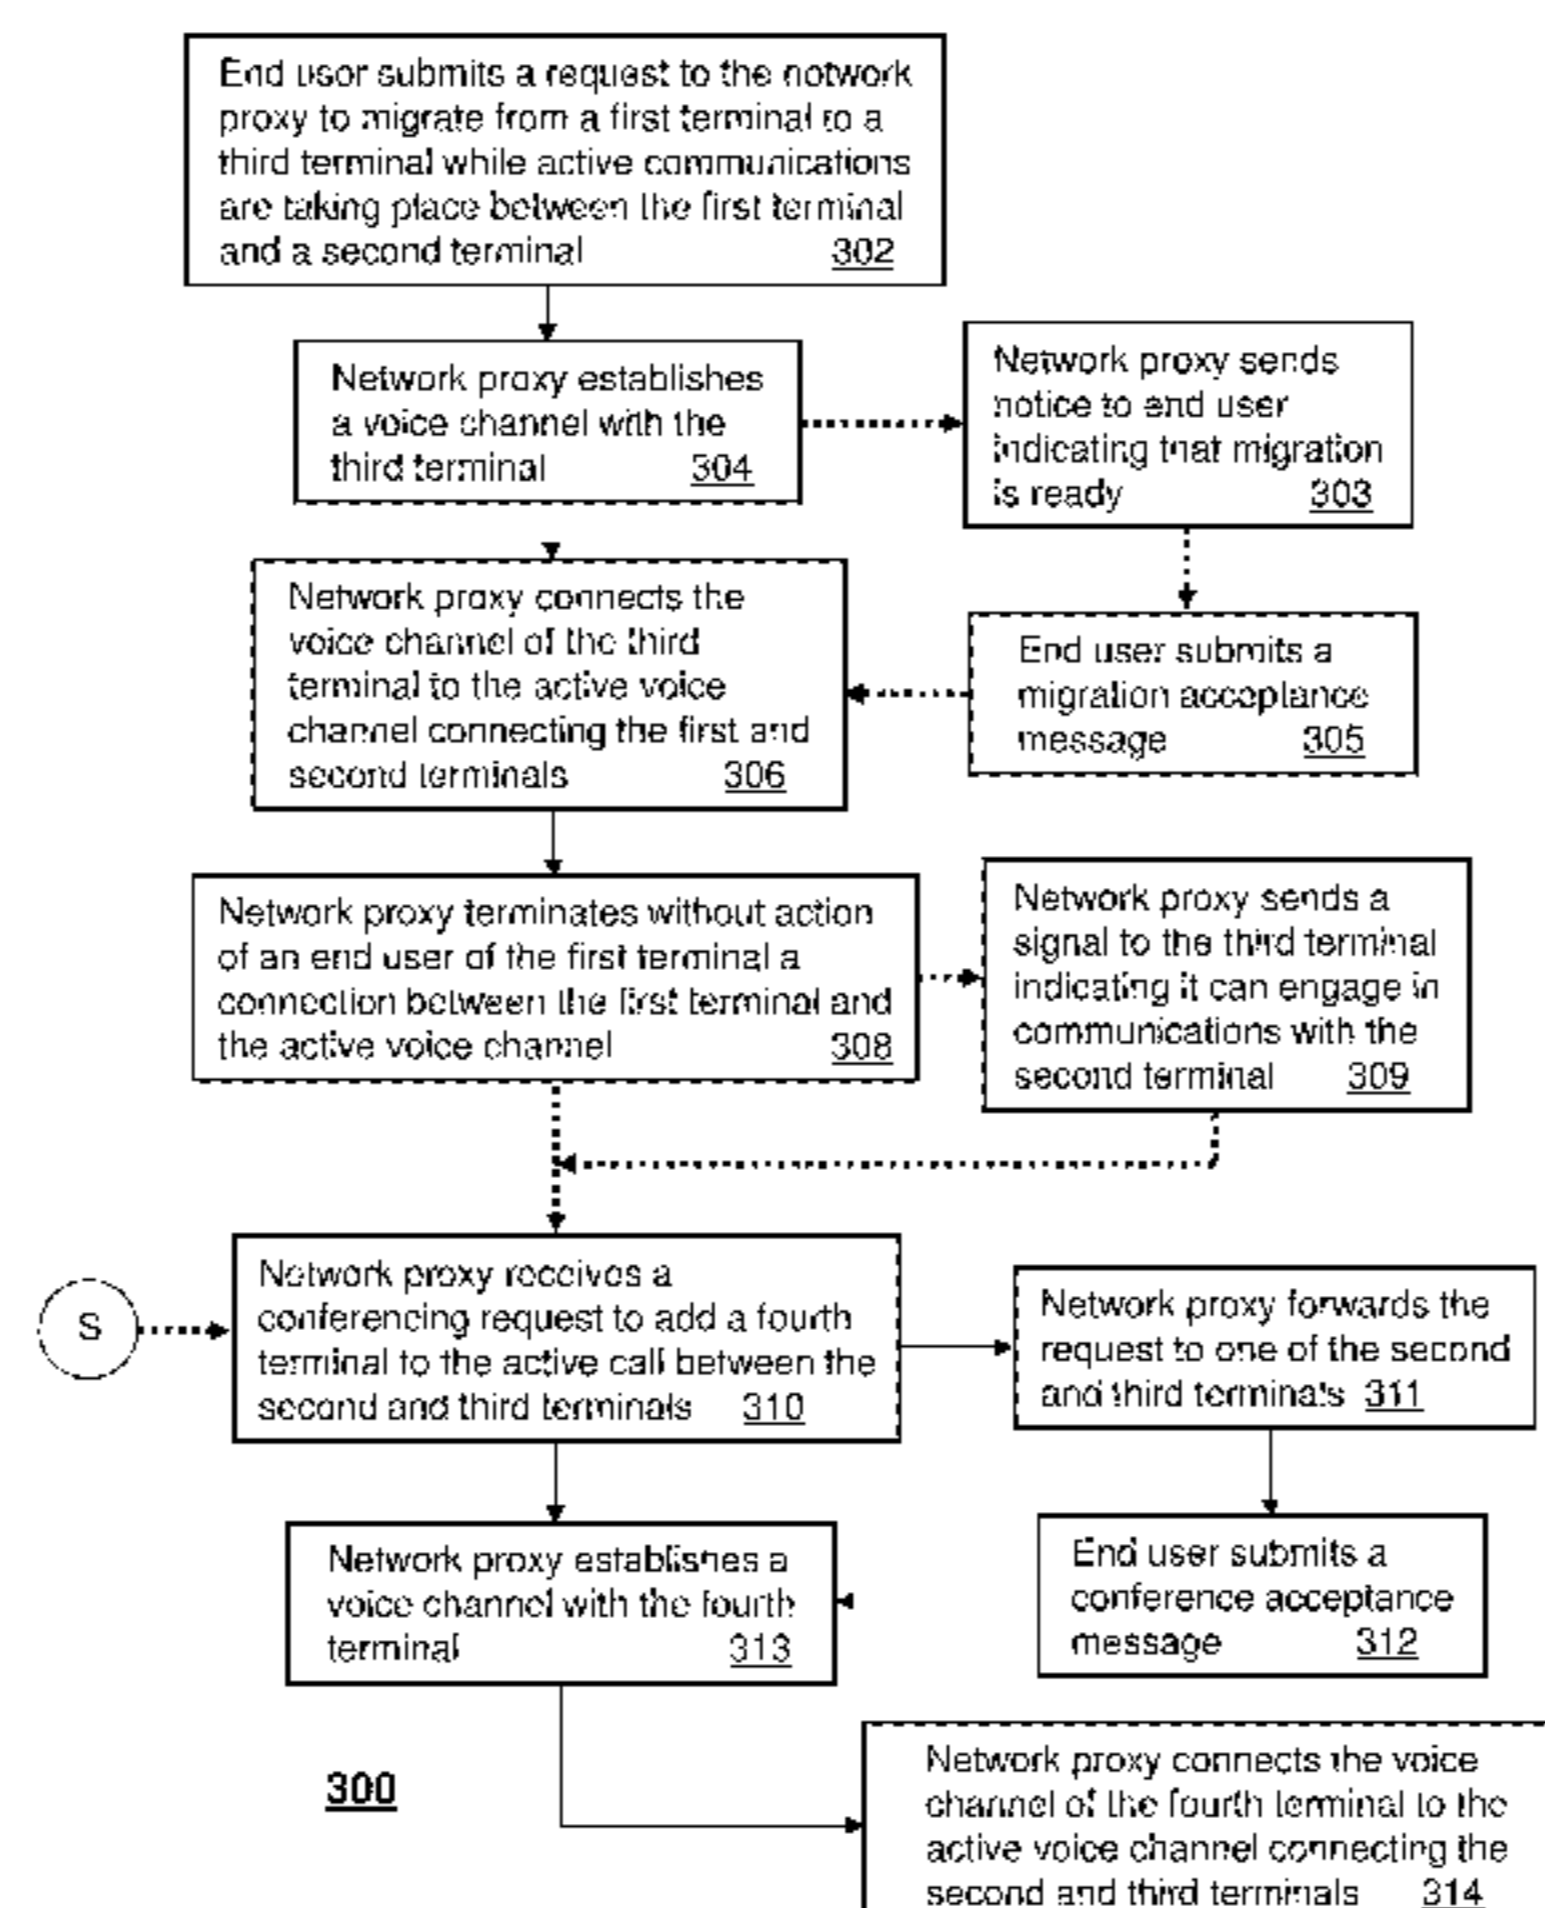 End user submits a request to the network
proxy to migrate from a first terminal to a
third terminal while active communications
are taking place between the first terminal
and a second terminal 302
Network proxy establishes
a voice channel with the
third terminal 304
Network proxy sends
notice to end user
indicating that migration
is ready 303
Network proxy connects the
voice channel of the third
terminal to the active voice
channel connecting the first and
second terminals 306
End user submits a
migration acceptance
message 305
Network proxy terminates without action
of an end user of the first terminal a
connection between the first terminal and
the active voice channel 308
Network proxy sends a
signal to the third terminal
indicating it can engage in
communications with the
second terminal 309
S
Network proxy receives a
conferencing request to add a fourth
terminal to the active call between the
second and third terminals 310
Network proxy forwards the
request to one of the second
and third terminals 311
Network proxy establishes a
voice channel with the fourth
terminal 313
End user submits a
conference acceptance
message 312
300
Network proxy connects the voice
channel of the fourth terminal to the
active voice channel connecting the
second and third terminals 314